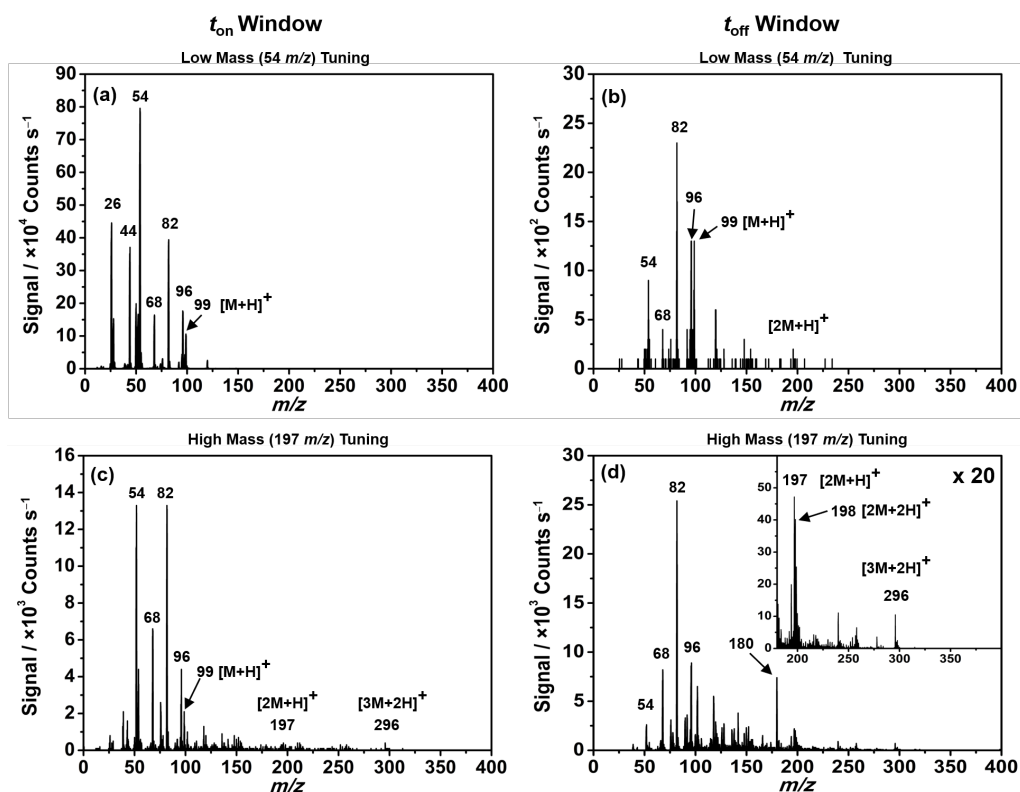 t_on Window
t_off Window
Low Mass (54 m/z) Tuning
(a)
Signal / ×10⁴ Counts s⁻¹
90
80
70
60
50
40
30
20
10
0
26
44
54
68
82
96
99 [M+H]⁺
0 50 100 150 200 250 300 350 400
m/z
Low Mass (54 m/z) Tuning
(b)
Signal / ×10² Counts s⁻¹
30
25
20
15
10
5
0
54
68
82
96
99 [M+H]⁺
[2M+H]⁺
0 50 100 150 200 250 300 350 400
m/z
High Mass (197 m/z) Tuning
(c)
Signal / ×10³ Counts s⁻¹
16
14
12
10
8
6
4
2
0
54
82
68
96
99 [M+H]⁺
[2M+H]⁺
197
[3M+2H]⁺
296
0 50 100 150 200 250 300 350 400
m/z
High Mass (197 m/z) Tuning
(d)
Signal / ×10³ Counts s⁻¹
30
25
20
15
10
5
0
54
68
82
96
180
0 50 100 150 200 250 300 350 400
m/z
x 20
197 [2M+H]⁺
198 [2M+2H]⁺
[3M+2H]⁺
296
50
40
30
20
10
0
200 250 300 350